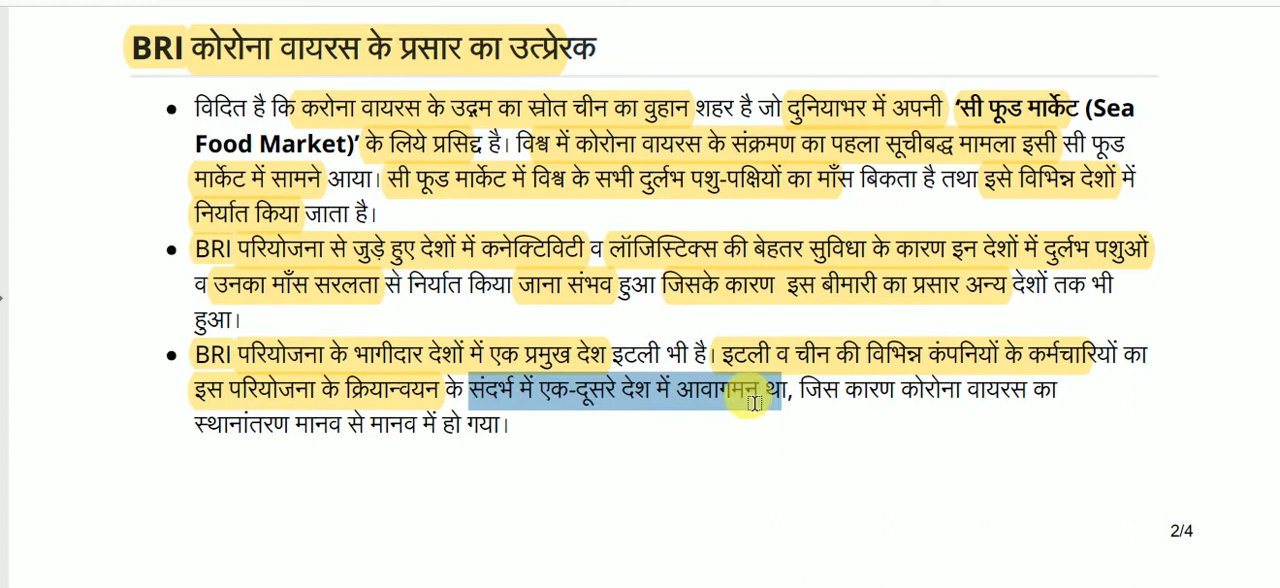 BRI कोरोना वायरस के प्रसार का उत्प्रेरक
विदित है कि करोना वायरस के उद्गम का स्रोत चीन का वुहान शहर है जो दुनियाभर में अपनी ‘सी फूड मार्केट (Sea
Food Market)’ के लिये प्रसिद्द है। विश्व में कोरोना वायरस के संक्रमण का पहला सूचीबद्ध मामला इसी सी फूड
मार्केट में सामने आया। सी फूड मार्केट में विश्व के सभी दुर्लभ पशु-पक्षियों का माँस बिकता है तथा इसे विभिन्न देशों में
निर्यात किया जाता है।
BRI परियोजना से जुड़े हुए देशों में कनेक्टिविटी व लॉजिस्टिक्स की बेहतर सुविधा के कारण इन देशों में दुर्लभ पशुओं
व उनका माँस सरलता से निर्यात किया जाना संभव हुआ जिसके कारण इस बीमारी का प्रसार अन्य देशों तक भी
हुआ।
BRI परियोजना के भागीदार देशों में एक प्रमुख देश इटली भी है। इटली व चीन की विभिन्न कंपनियों के कर्मचारियों का
इस परियोजना के क्रियान्वयन के संदर्भ में एक-दूसरे देश में आवागमन था, जिस कारण कोरोना वायरस का
स्थानांतरण मानव से मानव में हो गया।
2/4